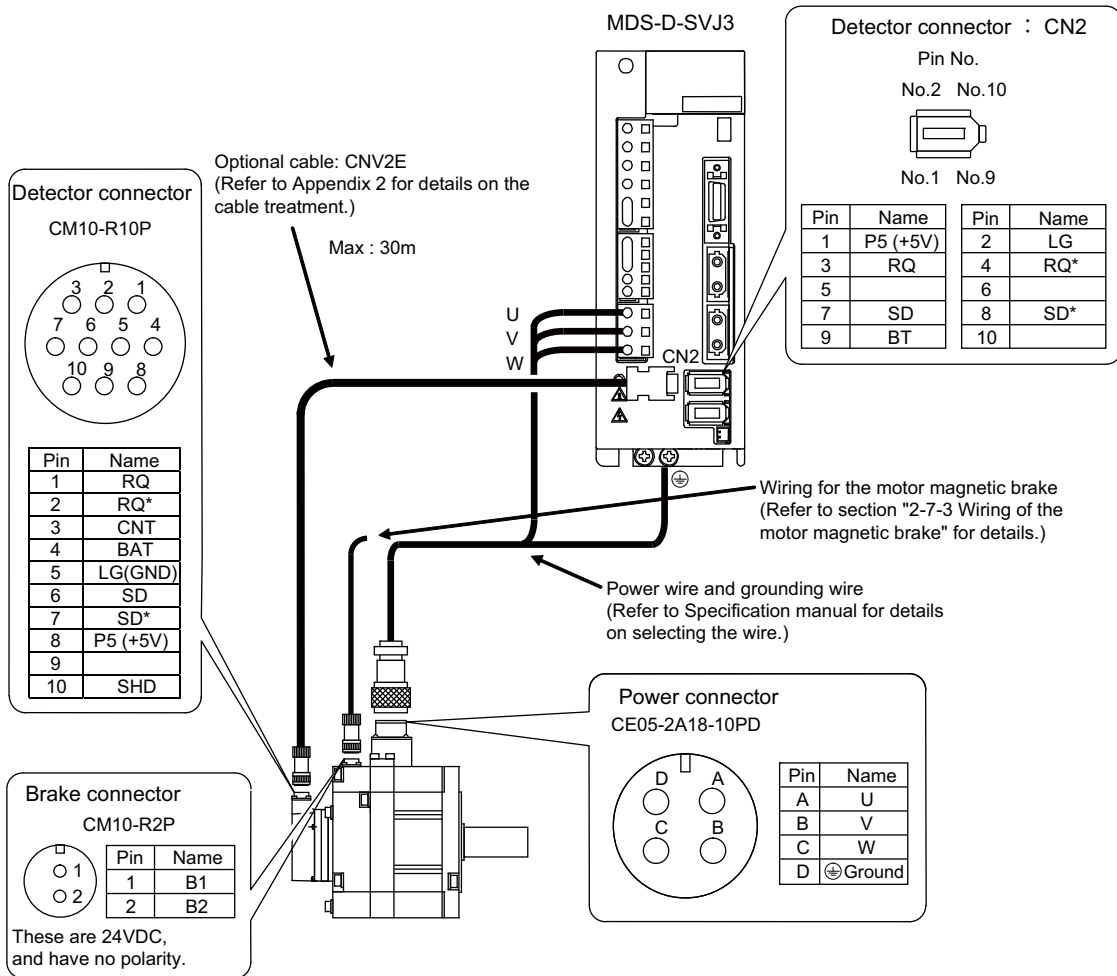 MDS-D-SVJ3
Detector connector : CN2
Pin No.
No.2 No.10
No.1 No.9
Pin Name Pin Name
1 P5 (+5V) 2 LG
3 RQ 4 RQ*
5 6
7 SD 8 SD*
9 BT 10
Optional cable: CNV2E
(Refer to Appendix 2 for details on the
cable treatment.)
Max : 30m
Detector connector
CM10-R10P
3 2 1
7 6 5 4
10 9 8
Pin Name
1 RQ
2 RQ*
3 CNT
4 BAT
5 LG(GND)
6 SD
7 SD*
8 P5 (+5V)
9
10 SHD
U
V
W
CN2
Wiring for the motor magnetic brake
(Refer to section "2-7-3 Wiring of the
motor magnetic brake" for details.)
Power wire and grounding wire
(Refer to Specification manual for details
on selecting the wire.)
Power connector
CE05-2A18-10PD
D A
C B
Pin Name
A U
B V
C W
D Ground
Brake connector
CM10-R2P
1
2
Pin Name
1 B1
2 B2
These are 24VDC,
and have no polarity.